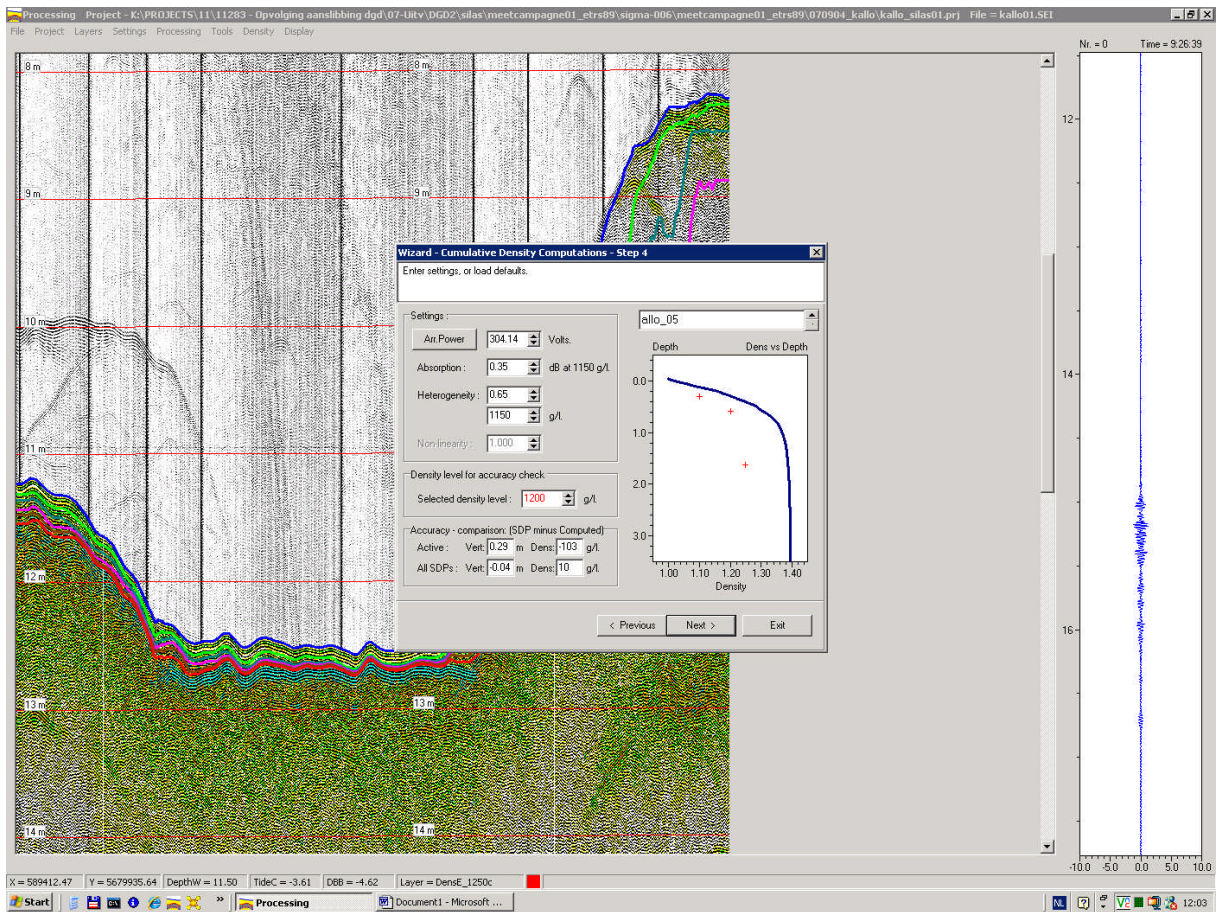 Processing Project - K:\PROJECTS\11\11283 - Opvolging aanslibbing dgd\07-Uitv\DGD2\silas\meetcampagne01_etrs89\sigma-006\meetcampagne01_etrs89\070904_kallo\kallo_silas01.prj File = kallo01.SEI
File Project Layers Settings Processing Tools Density Display
Nr. = 0 Time = 9:26:39
8 m 8 m
12
9 m 9 m
Wizard - Cumulative Density Computations - Step 4
Enter settings, or load defaults.
Settings :
allo_05
Arr.Power 304.14 Volts.
Depth Dens vs Depth
Absorption : 0.35 dB at 1150 g/l.
Heterogeneity : 0.65
1150 g/l.
Non-linearity : 1.000
0.0
1.0
2.0
3.0
1.00 1.10 1.20 1.30 1.40
Density
Density level for accuracy check
Selected density level : 1200 g/l.
Accuracy - comparison: (SDP minus Computed)
Active : Vert: 0.29 m Dens: -103 g/l.
All SDPs : Vert: -0.04 m Dens: 10 g/l.
< Previous Next > Exit
10 m
11 m
12 m
13 m 13 m
14 m 14 m
14
16
-10.0 -5.0 0.0 5.0 10.0
X = 589412.47 Y = 5679935.64 DepthW = 11.50 TideC = -3.61 DBB = -4.62 Layer = DensE_1250c
Start » Processing Document1 - Microsoft ... NL 12:03